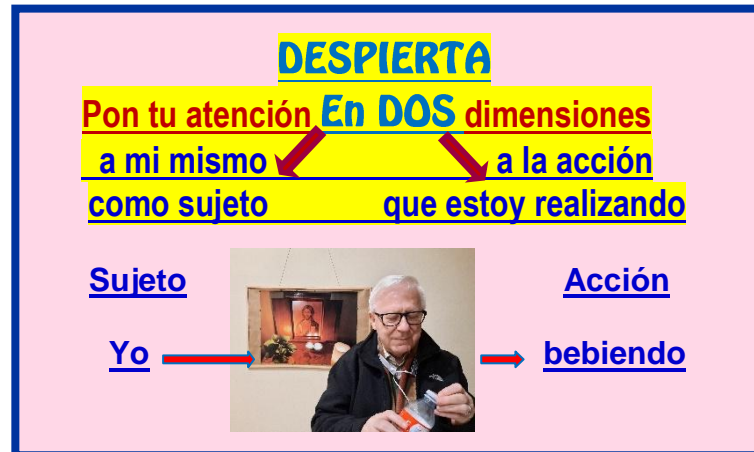 DESPIERTA
Pon tu atención En DOS dimensiones
a mi mismo a la acción
como sujeto que estoy realizando
Sujeto Acción
Yo bebiendo